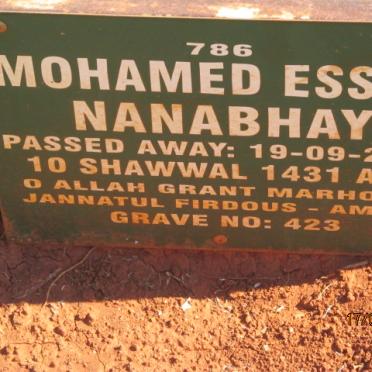 786
MOHAMED ESS
NANABHAY
PASSED AWAY: 19-09-2
10 SHAWWAL 1431 A
O ALLAH GRANT MARHO
JANNATUL FIRDOUS - AM
GRAVE NO: 423